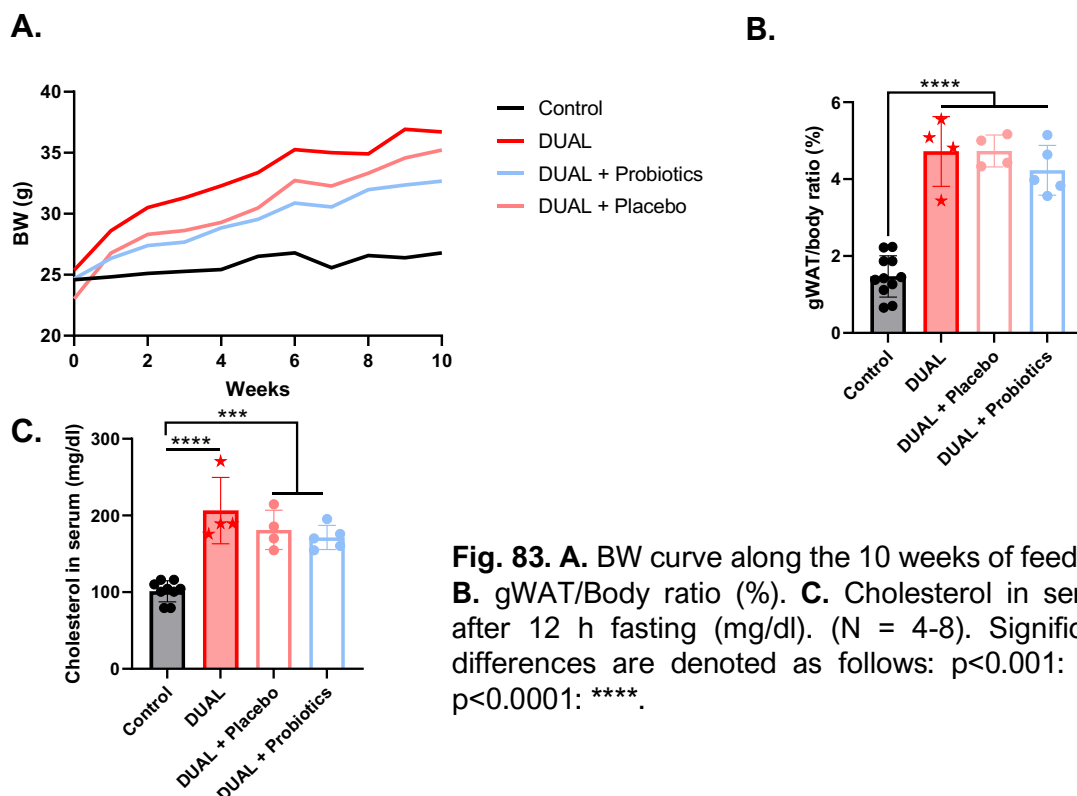 A.
BW (g)
40
35
30
25
20
0
2
4
6
8
10
Weeks
Control
DUAL
DUAL + Probiotics
DUAL + Placebo
B.
****
gWAT/body ratio (%)
6
4
2
0
Control
DUAL
DUAL + Placebo
DUAL + Probiotics
C.
***
****
Cholesterol in serum (mg/dl)
300
200
100
0
Control
DUAL
DUAL + Placebo
DUAL + Probiotics
Fig. 83. A. BW curve along the 10 weeks of feed
B. gWAT/Body ratio (%). C. Cholesterol in ser
after 12 h fasting (mg/dl). (N = 4-8). Signific
differences are denoted as follows: p<0.001:
p<0.0001: ****.